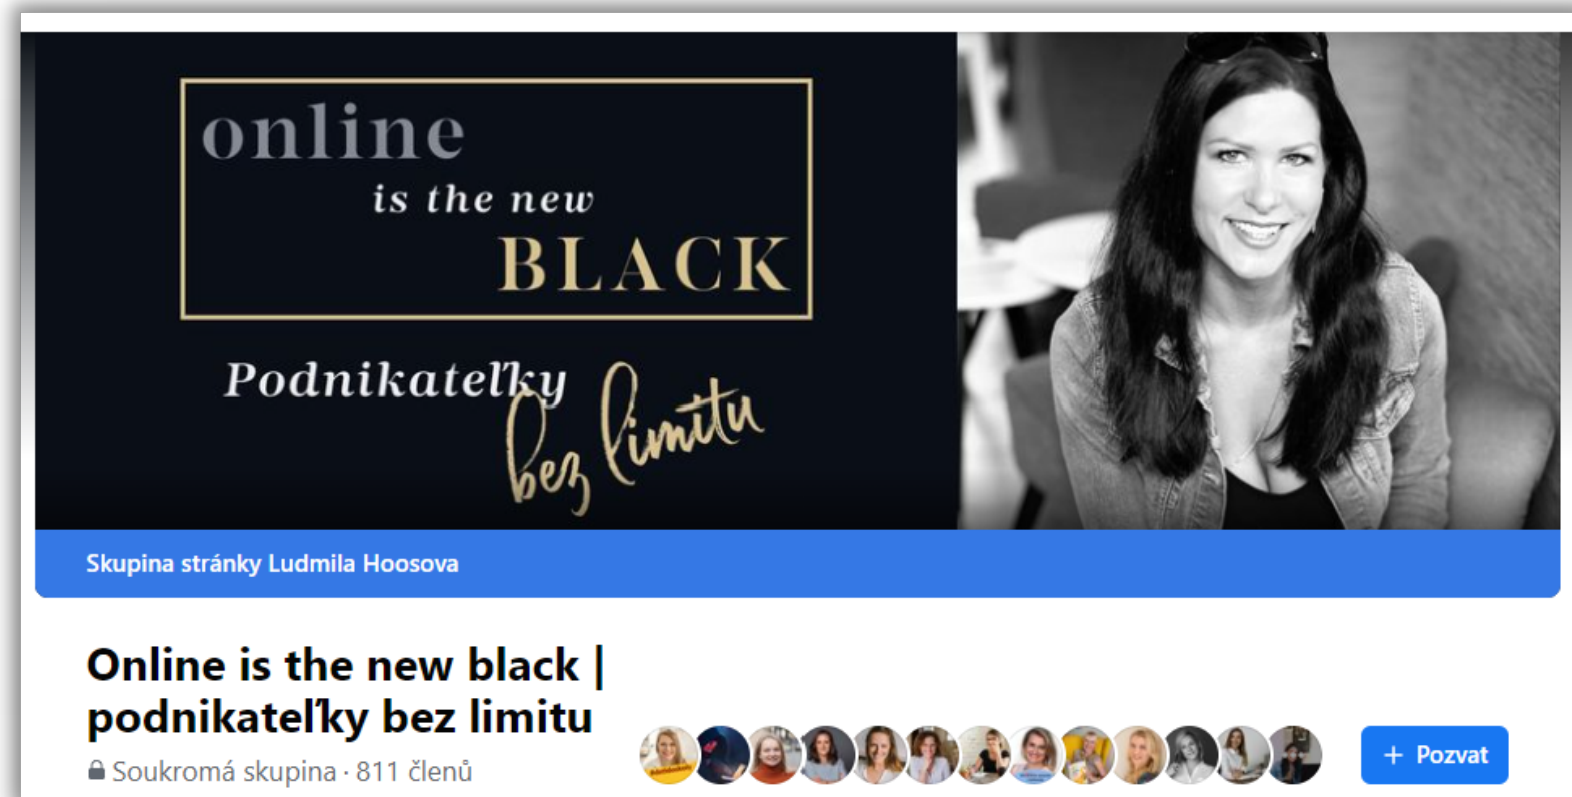 online
is the new
BLACK
Podnikateľky
bez limitu
Skupina stránky Ludmila Hoosova
Online is the new black |
podnikateľky bez limitu
Soukromá skupina · 811 členů
+ Pozvat